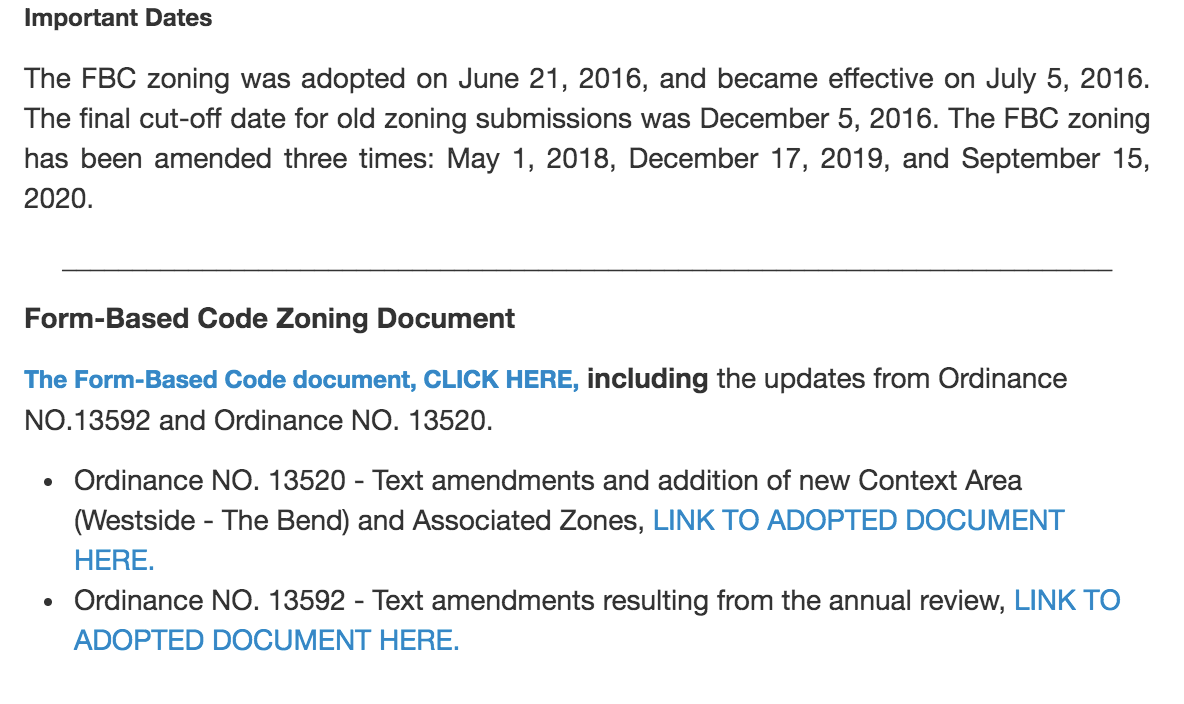 Important Dates
The FBC zoning was adopted on June 21, 2016, and became effective on July 5, 2016.
The final cut-off date for old zoning submissions was December 5, 2016. The FBC zoning
has been amended three times: May 1, 2018, December 17, 2019, and September 15,
2020.
Form-Based Code Zoning Document
The Form-Based Code document, CLICK HERE, including the updates from Ordinance
NO.13592 and Ordinance NO. 13520.
• Ordinance NO. 13520 - Text amendments and addition of new Context Area
(Westside - The Bend) and Associated Zones, LINK TO ADOPTED DOCUMENT
HERE.
• Ordinance NO. 13592 - Text amendments resulting from the annual review, LINK TO
ADOPTED DOCUMENT HERE.